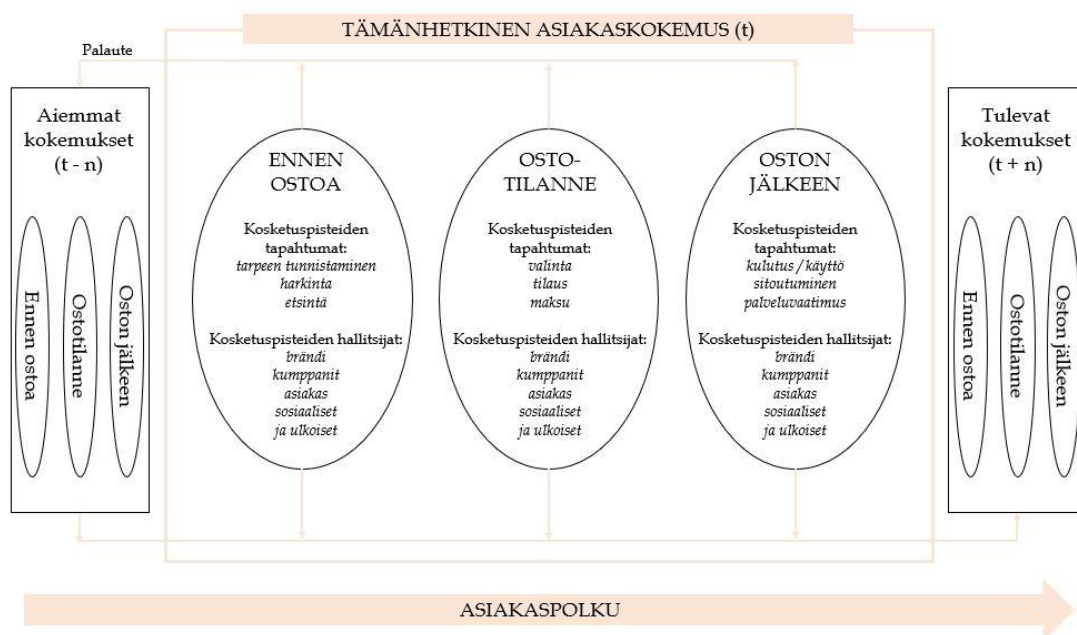 TÄMÄNHETKINEN ASIAKASKOKEMUS (t)
Palaute
Aiemmat
kokemukset
(t - n)
Ennen ostoa
Ostotilanne
Oston jälkeen
ENNEN
OSTOA
Kosketuspisteiden
tapahtumat:
tarpeen tunnistaminen
harkinta
etsintä
Kosketuspisteiden hallitsijat:
brändi
kumppanit
asiakas
sosiaaliset
ja ulkoiset
OSTO-
TILANNE
Kosketuspisteiden
tapahtumat:
valinta
tilaus
maksu
Kosketuspisteiden hallitsijat:
brändi
kumppanit
asiakas
sosiaaliset
ja ulkoiset
OSTON
JÄLKEEN
Kosketuspisteiden
tapahtumat:
kulutus / käyttö
sitoutuminen
palveluvaatimus
Kosketuspisteiden hallitsijat:
brändi
kumppanit
asiakas
sosiaaliset
ja ulkoiset
Tulevat
kokemukset
(t + n)
Ennen ostoa
Ostotilanne
Oston jälkeen
ASIAKASPOLKU